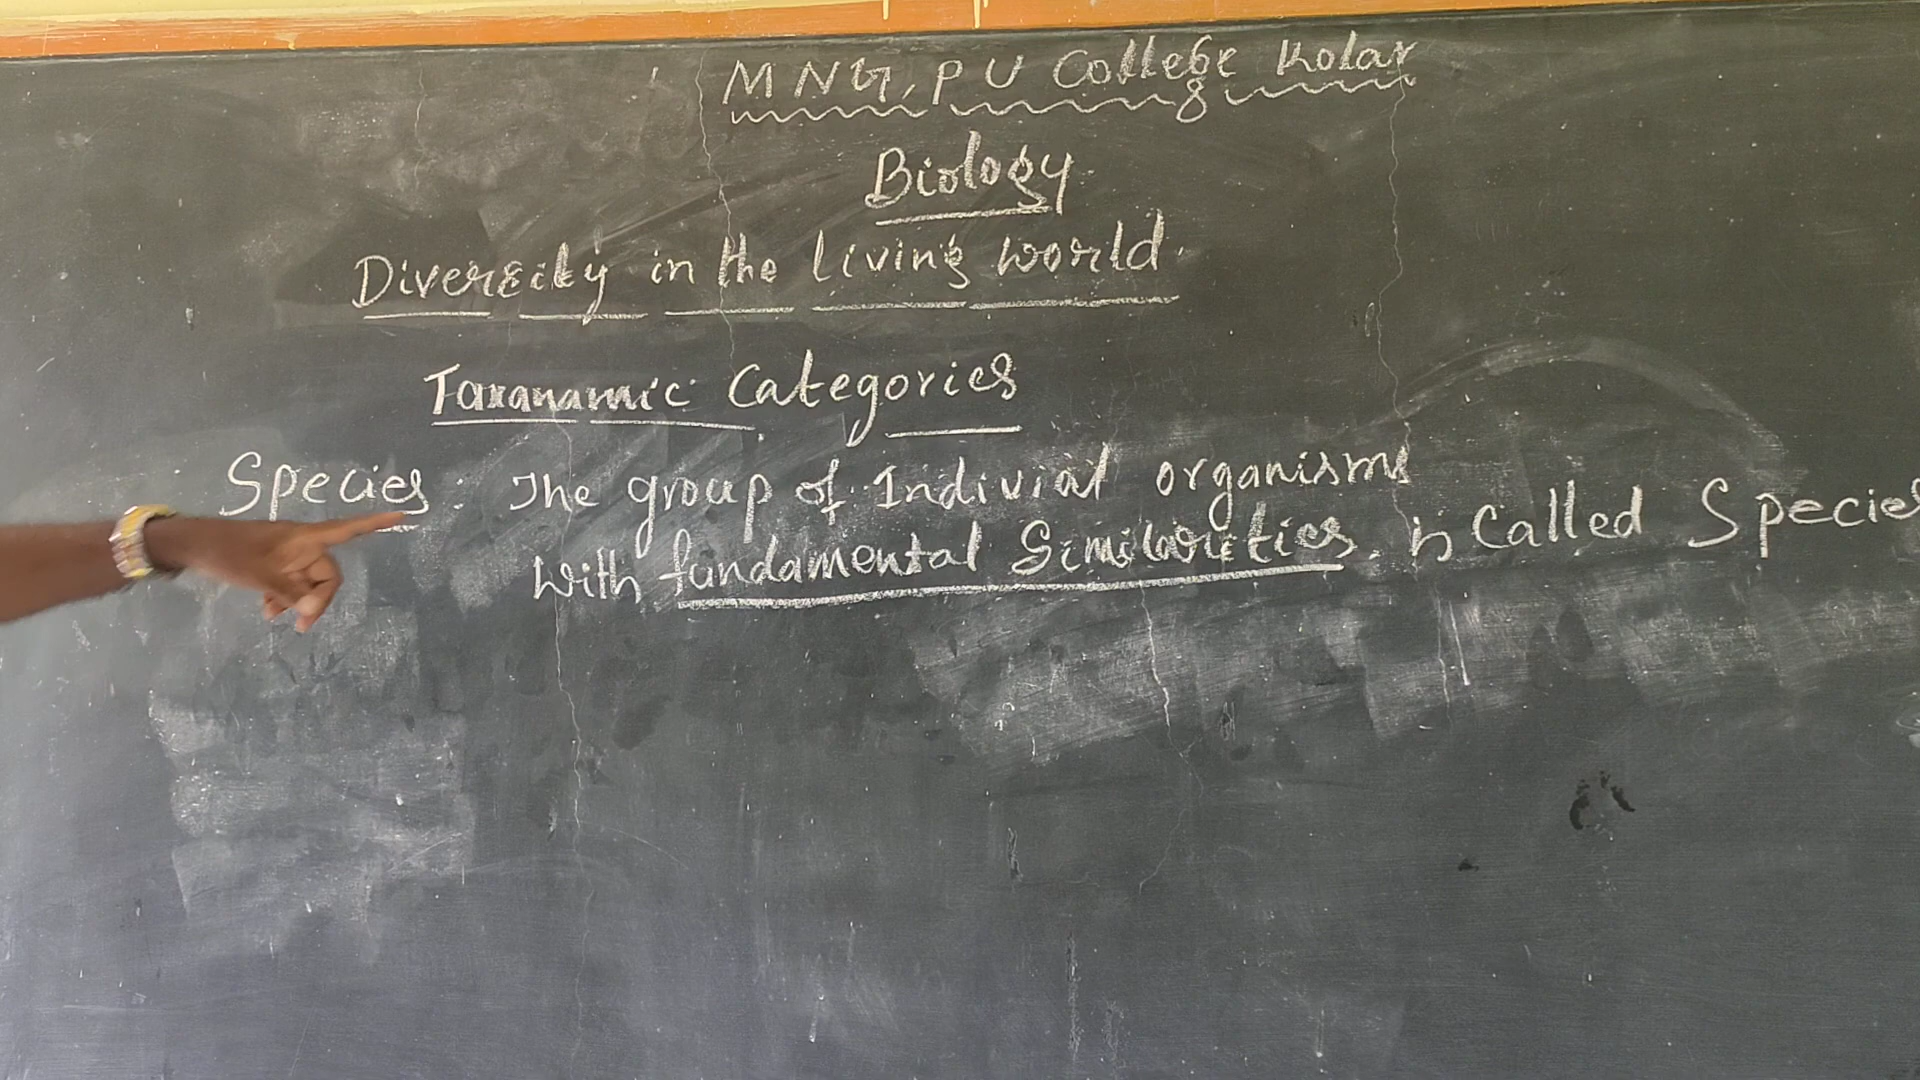 MNG, PU College Kolar
Biology
Diversity in the living world.
Taxanamic Categories
Species: The group of Indivial organisms
with fundamental Similarities. is Called Species